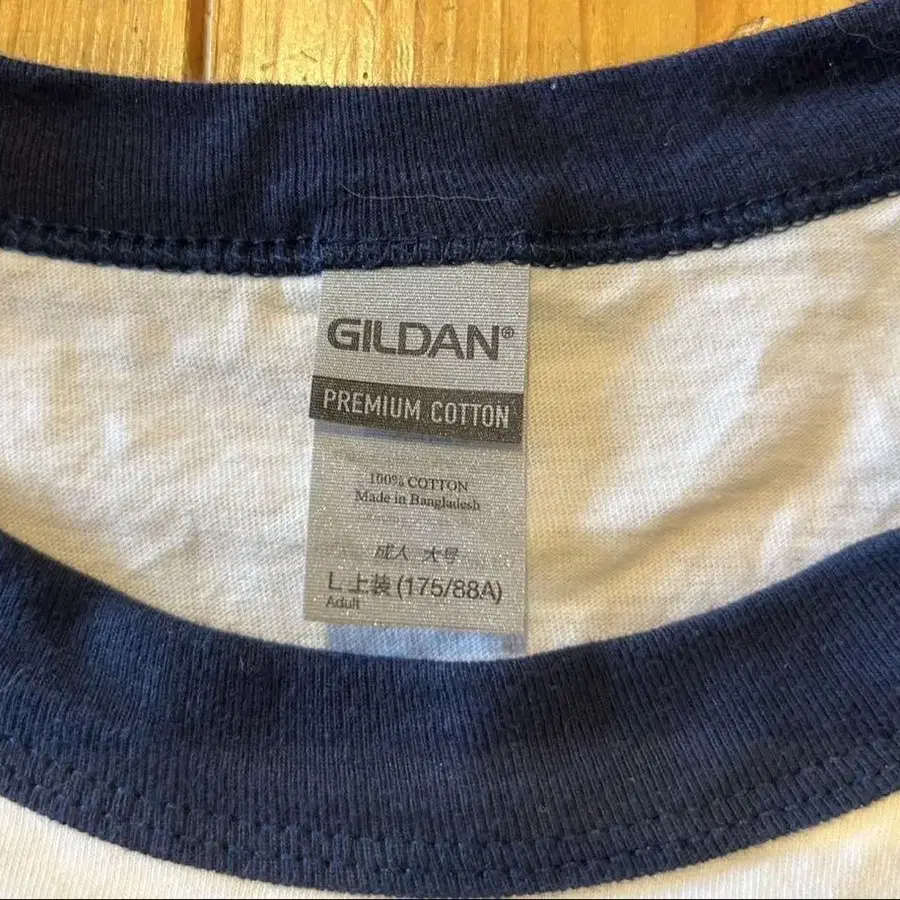 GILDAN®
PREMIUM COTTON
100% COTTON
Made in Bangladesh
成人 大号
L 上装 (175/88A)
Adult